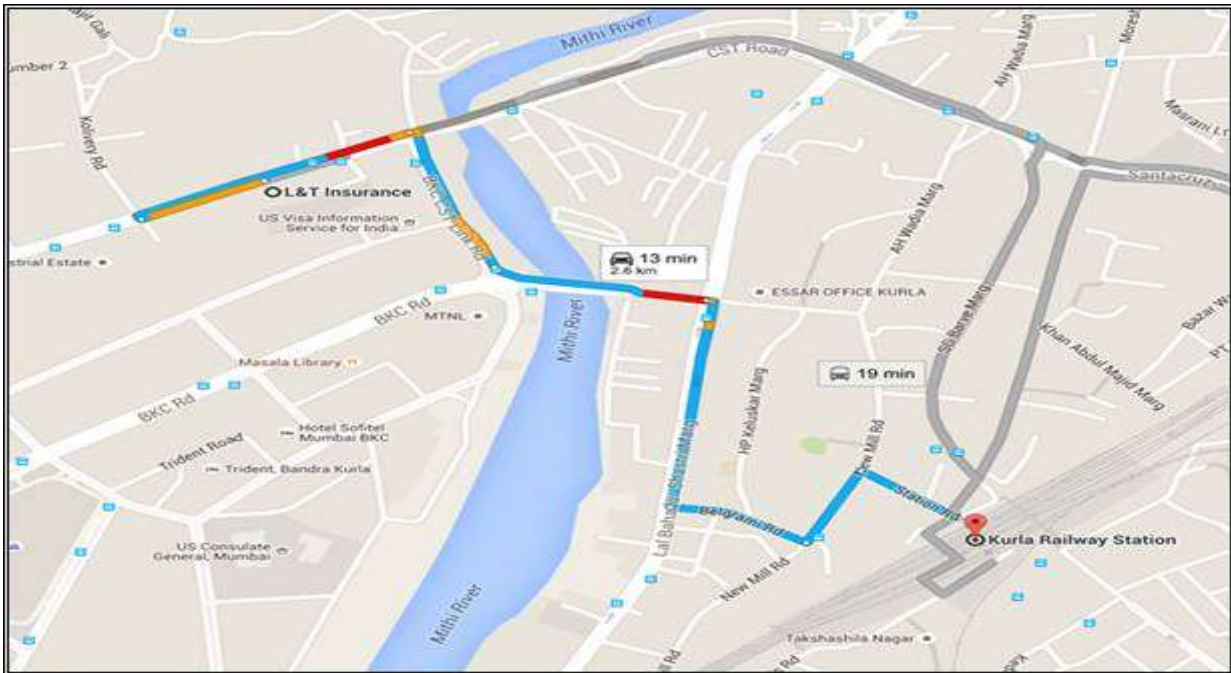 Mithi River
CST Road
AH Wadia Marg
umber 2
Kolivery Rd
Masrani L
Santacruz
L&T Insurance
BKC CST Link Rd
US Visa Information
Service for India
AH Wadia Marg
strial Estate
13 min
2.6 km
ESSAR OFFICE KURLA
BKC Rd
MTNL
Mithi River
SG Barve Marg
Khan Abdul Majid Marg
Bazar W
Masala Library
19 min
BKC Rd
HP Keluskar Marg
Hotel Sofitel
Mumbai BKC
Trident Road
Trident, Bandra Kurla
New Mill Rd
Station Rd
Lal Bahadur Shastri Marg
Kurla Railway Station
US Consulate
General, Mumbai
New Mill Rd
Mithi River
Takshashila Nagar